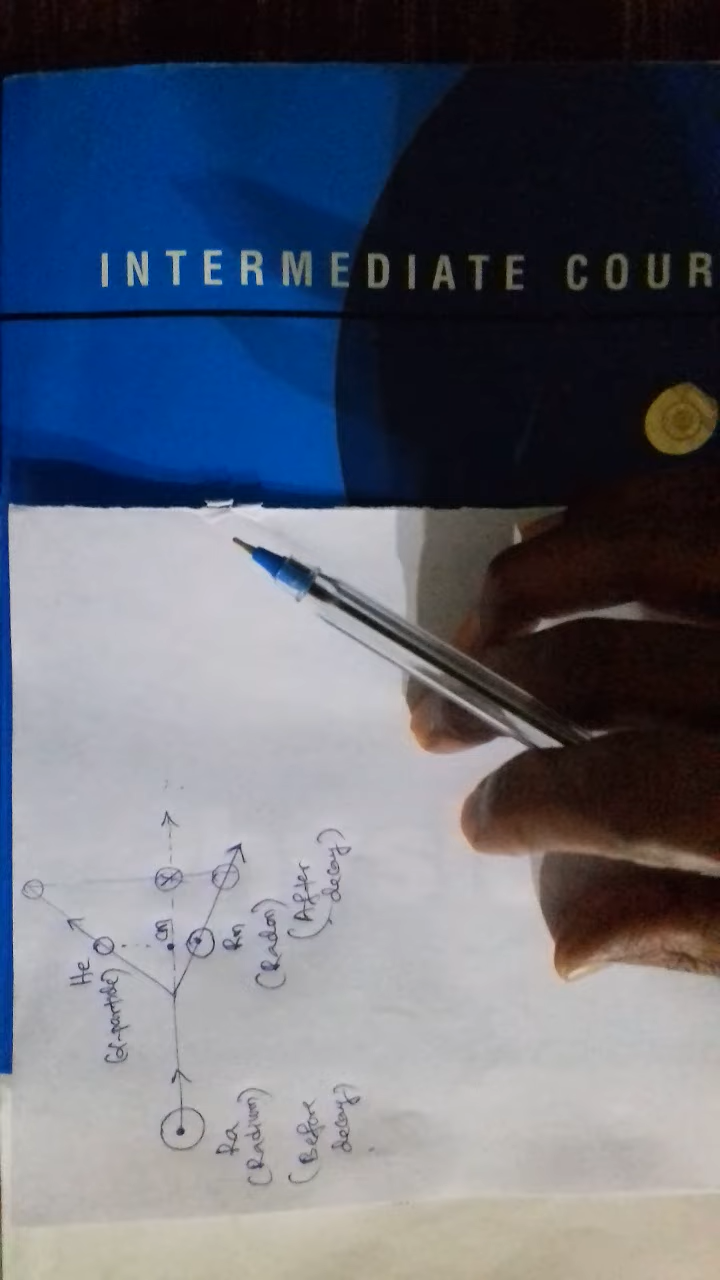 INTERMEDIATE COUR
He
(α-particle)
CM
Ra
(Radium)
(Before
decay)
Rn
(Radon)
(After
decay)